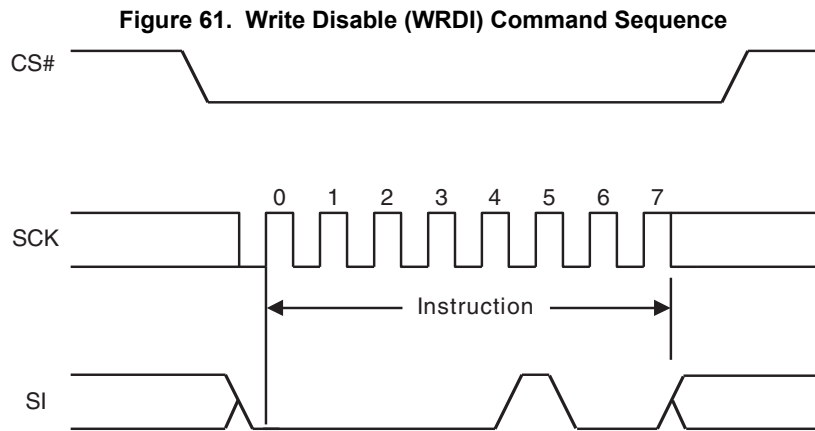 Figure 61. Write Disable (WRDI) Command Sequence
CS#
0 1 2 3 4 5 6 7
SCK
Instruction
SI